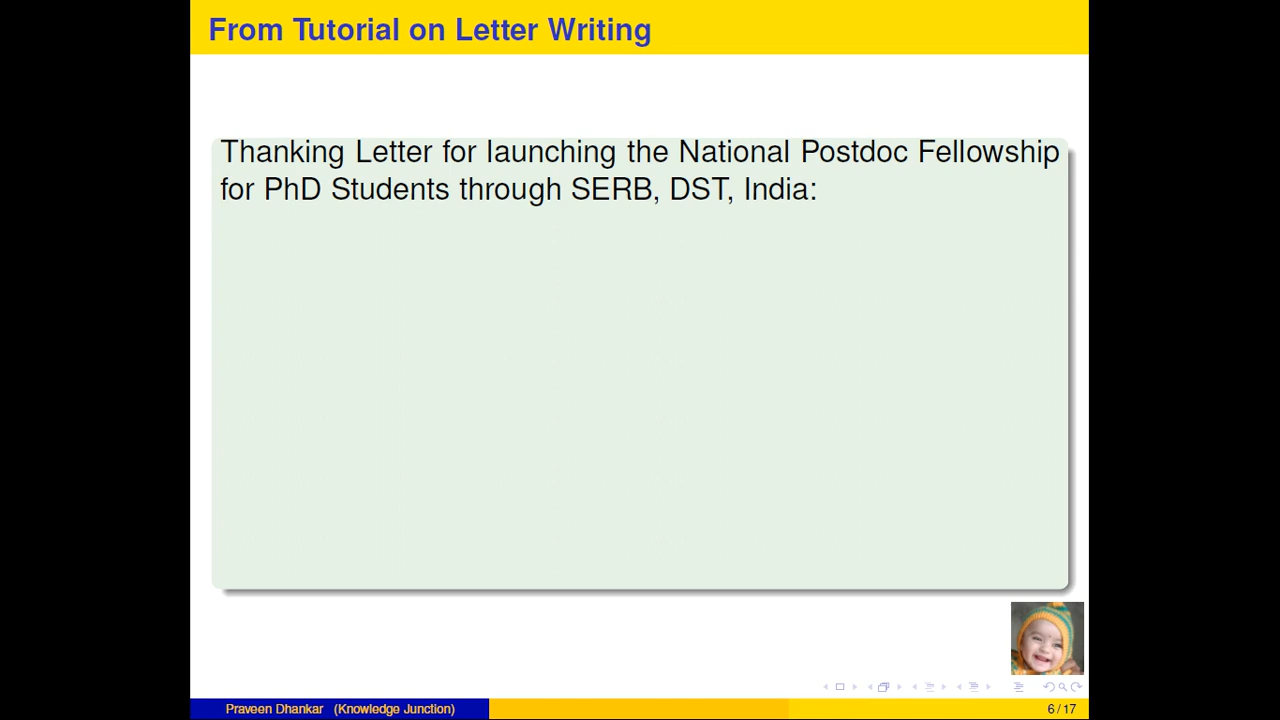 From Tutorial on Letter Writing
Thanking Letter for launching the National Postdoc Fellowship
for PhD Students through SERB, DST, India:
Praveen Dhankar (Knowledge Junction)
6 / 17